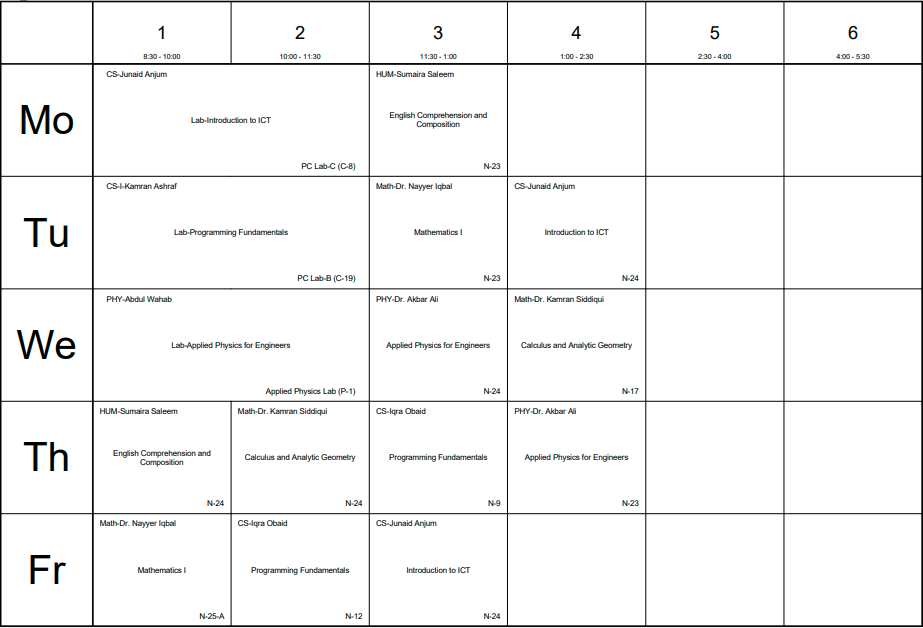 1 2 3 4 5 6
8:30 - 10:00 10:00 - 11:30 11:30 - 1:00 1:00 - 2:30 2:30 - 4:00 4:00 - 5:30
Mo
CS-Junaid Anjum
Lab-Introduction to ICT
PC Lab-C (C-8)
HUM-Sumaira Saleem
English Comprehension and
Composition
N-23
Tu
CS-I-Kamran Ashraf
Lab-Programming Fundamentals
PC Lab-B (C-19)
Math-Dr. Nayyer Iqbal
Mathematics I
N-23
CS-Junaid Anjum
Introduction to ICT
N-24
We
PHY-Abdul Wahab
Lab-Applied Physics for Engineers
Applied Physics Lab (P-1)
PHY-Dr. Akbar Ali
Applied Physics for Engineers
N-24
Math-Dr. Kamran Siddiqui
Calculus and Analytic Geometry
N-17
Th
HUM-Sumaira Saleem
English Comprehension and
Composition
N-24
Math-Dr. Kamran Siddiqui
Calculus and Analytic Geometry
N-24
CS-Iqra Obaid
Programming Fundamentals
N-9
PHY-Dr. Akbar Ali
Applied Physics for Engineers
N-23
Fr
Math-Dr. Nayyer Iqbal
Mathematics I
N-25-A
CS-Iqra Obaid
Programming Fundamentals
N-12
CS-Junaid Anjum
Introduction to ICT
N-24